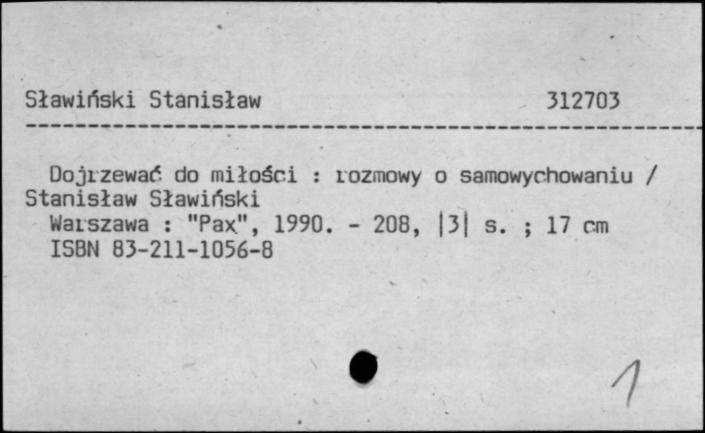 Sławiński Stanisław 312703
Dojrzewać do miłości : rozmowy o samowychowaniu /
Stanisław Sławiński
Warszawa : "Pax", 1990. - 208, |3| s. ; 17 cm
ISBN 83-211-1056-8
1